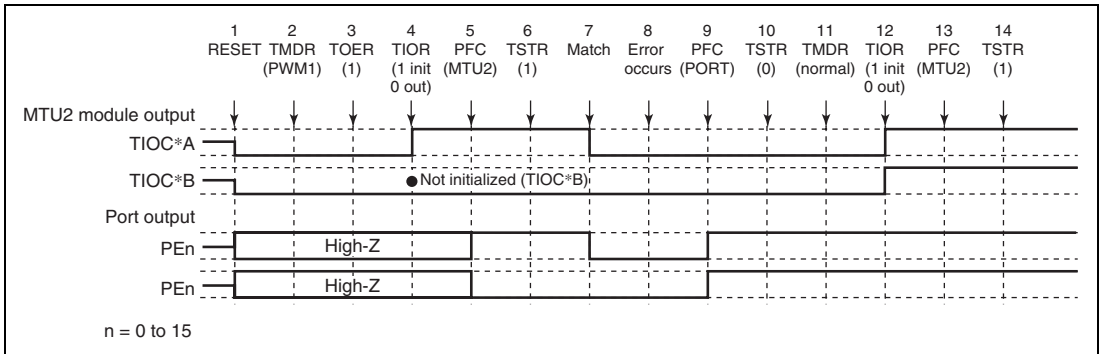 1 2 3 4 5 6 7 8 9 10 11 12 13 14
RESET TMDR TOER TIOR PFC TSTR Match Error PFC TSTR TMDR TIOR PFC TSTR
(PWM1) (1) (1 init (MTU2) (1) occurs (PORT) (0) (normal) (1 init (MTU2) (1)
0 out) 0 out)
MTU2 module output
TIOC*A
TIOC*B ● Not initialized (TIOC*B)
Port output
PEn High-Z
PEn High-Z
n = 0 to 15